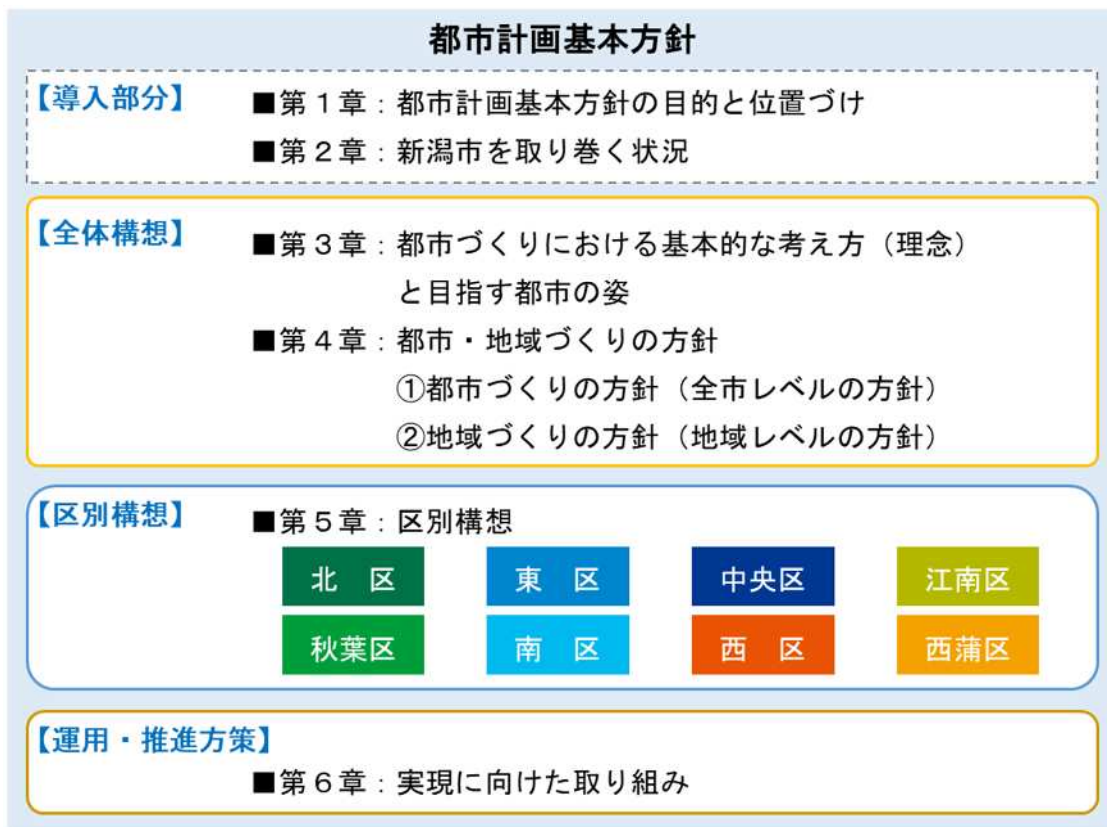 都市計画基本方針
【導入部分】 ■第1章：都市計画基本方針の目的と位置づけ
■第2章：新潟市を取り巻く状況
【全体構想】 ■第3章：都市づくりにおける基本的な考え方（理念）
と目指す都市の姿
■第4章：都市・地域づくりの方針
①都市づくりの方針（全市レベルの方針）
②地域づくりの方針（地域レベルの方針）
【区別構想】 ■第5章：区別構想
北　区 東　区 中央区 江南区
秋葉区 南　区 西　区 西蒲区
【運用・推進方策】
■第6章：実現に向けた取り組み